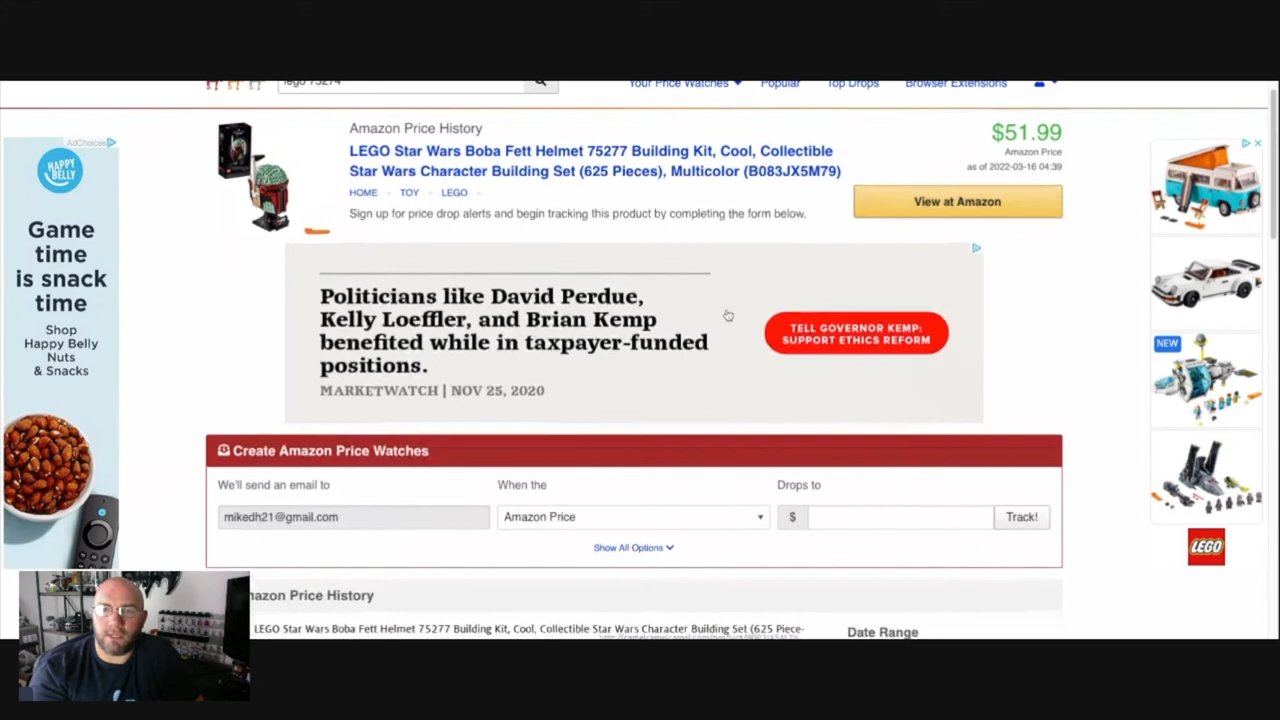 lego 75274
Your Price Watches
Popular
Top Drops
Browser Extensions
Amazon Price History
LEGO Star Wars Boba Fett Helmet 75277 Building Kit, Cool, Collectible
Star Wars Character Building Set (625 Pieces), Multicolor (B083JX5M79)
HOME
TOY
LEGO
Sign up for price drop alerts and begin tracking this product by completing the form below.
$51.99
Amazon Price
as of 2022-03-16 04:39
View at Amazon
AdChoices
HAPPY
BELLY
Game
time
is snack
time
Shop
Happy Belly
Nuts
& Snacks
Politicians like David Perdue,
Kelly Loeffler, and Brian Kemp
benefited while in taxpayer-funded
positions.
MARKETWATCH | NOV 25, 2020
TELL GOVERNOR KEMP:
SUPPORT ETHICS REFORM
NEW
LEGO
Create Amazon Price Watches
We'll send an email to
When the
Drops to
mikedh21@gmail.com
Amazon Price
$
Track!
Show All Options
azon Price History
LEGO Star Wars Boba Fett Helmet 75277 Building Kit, Cool, Collectible Star Wars Character Building Set (625 Piece-
Date Range